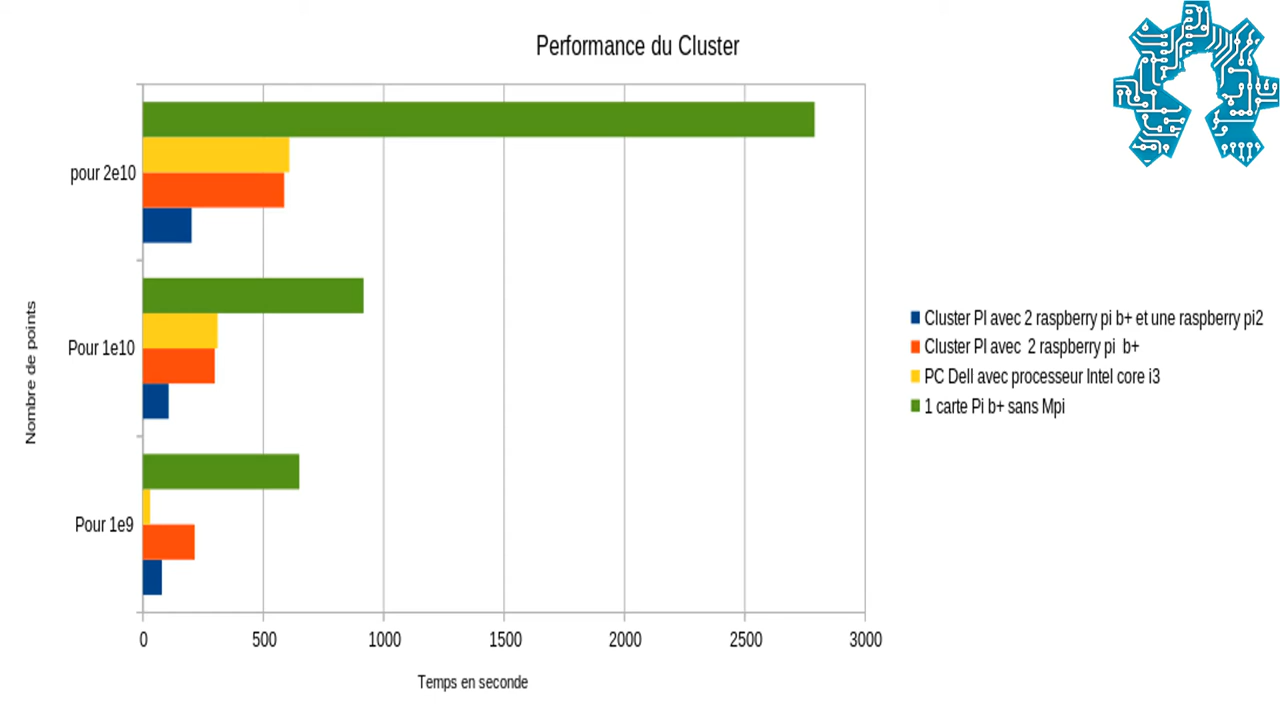 Performance du Cluster
pour 2e10
Pour 1e10
Pour 1e9
Nombre de points
0 500 1000 1500 2000 2500 3000
Temps en seconde
Cluster PI avec 2 raspberry pi b+ et une raspberry pi2
Cluster PI avec 2 raspberry pi b+
PC Dell avec processeur Intel core i3
1 carte Pi b+ sans Mpi